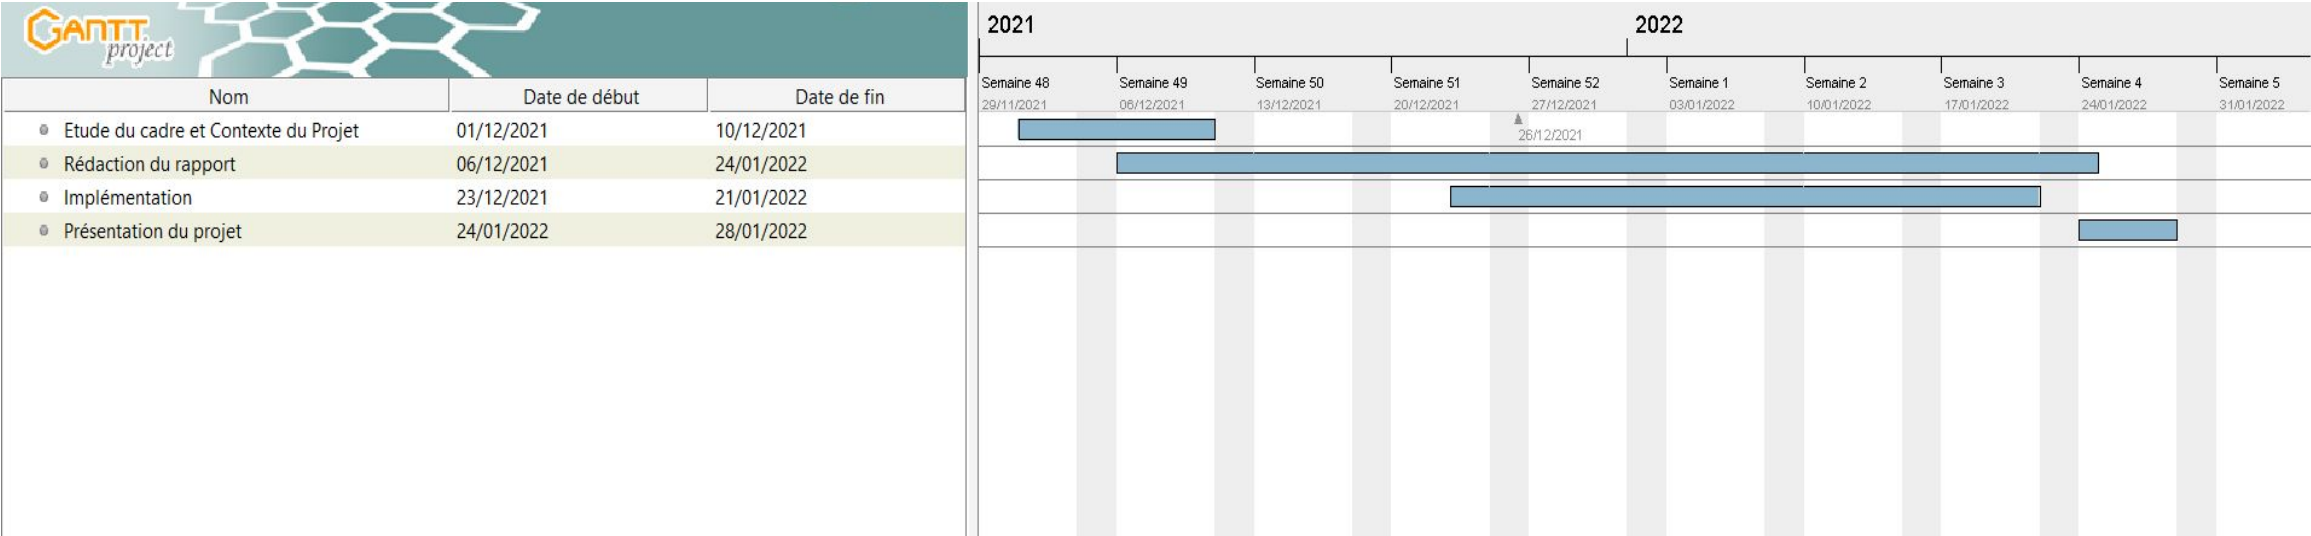 GANTT
project
2021 2022
Semaine 48 Semaine 49 Semaine 50 Semaine 51 Semaine 52 Semaine 1 Semaine 2 Semaine 3 Semaine 4 Semaine 5
29/11/2021 06/12/2021 13/12/2021 20/12/2021 27/12/2021 03/01/2022 10/01/2022 17/01/2022 24/01/2022 31/01/2022
Nom Date de début Date de fin
Etude du cadre et Contexte du Projet 01/12/2021 10/12/2021
26/12/2021
Rédaction du rapport 06/12/2021 24/01/2022
Implémentation 23/12/2021 21/01/2022
Présentation du projet 24/01/2022 28/01/2022